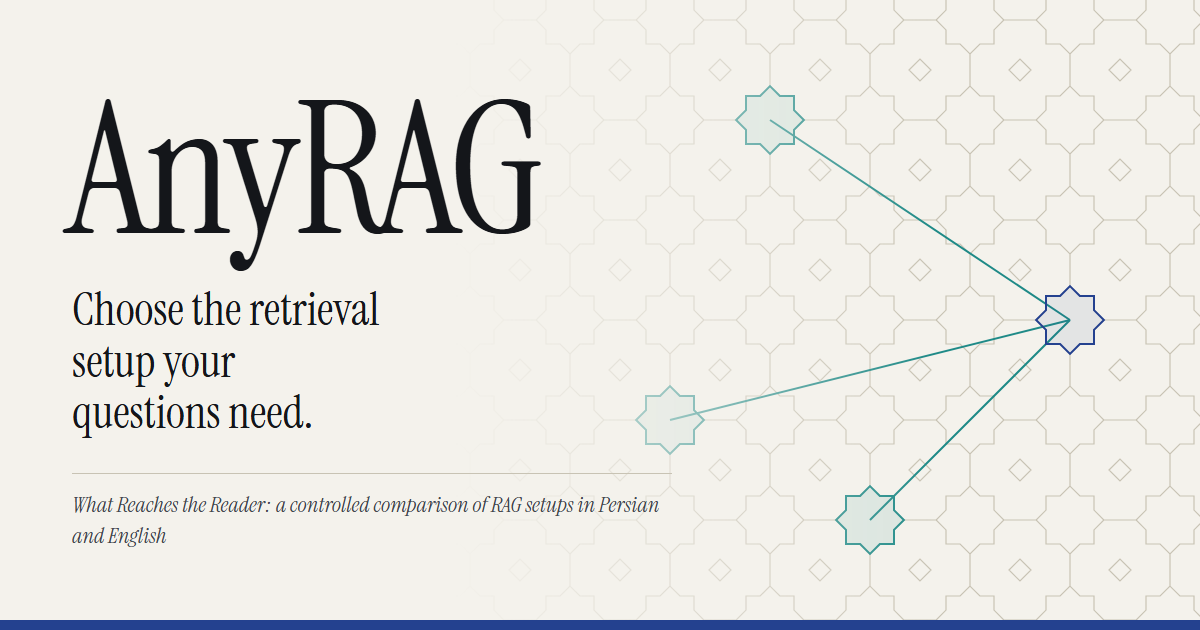 AnyRAG
Choose the retrieval
setup your
questions need.
What Reaches the Reader: a controlled comparison of RAG setups in Persian
and English